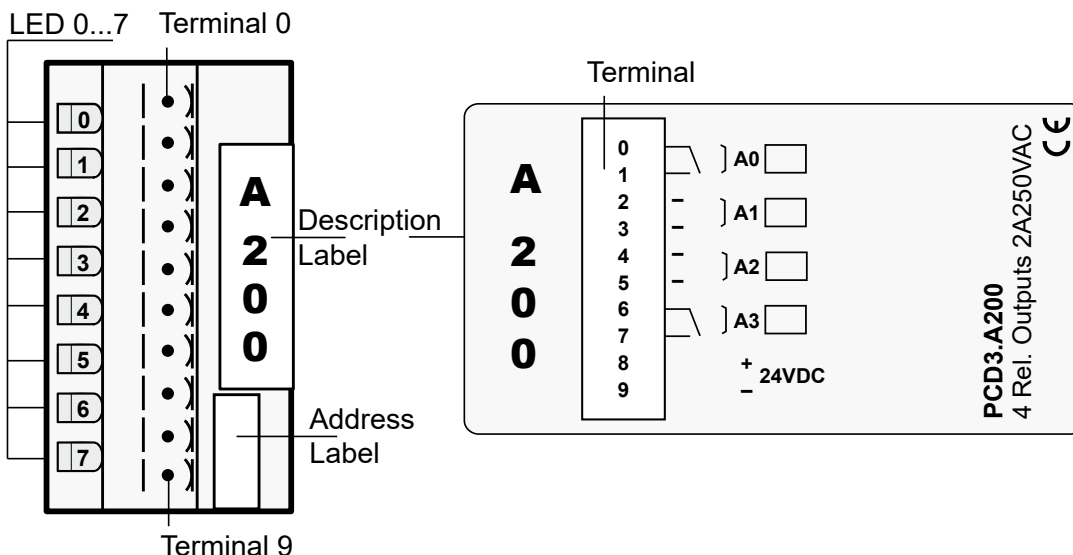 LED 0...7
Terminal 0
0
1
2
3
4
5
6
7
A
2
0
0
Description
Label
Address
Label
Terminal 9
Terminal
A
2
0
0
0
1
2
3
4
5
6
7
8
9
A0
–
A1
–
–
A2
–
A3
+
24VDC
–
PCD3.A200
4 Rel. Outputs 2A250VAC
CE